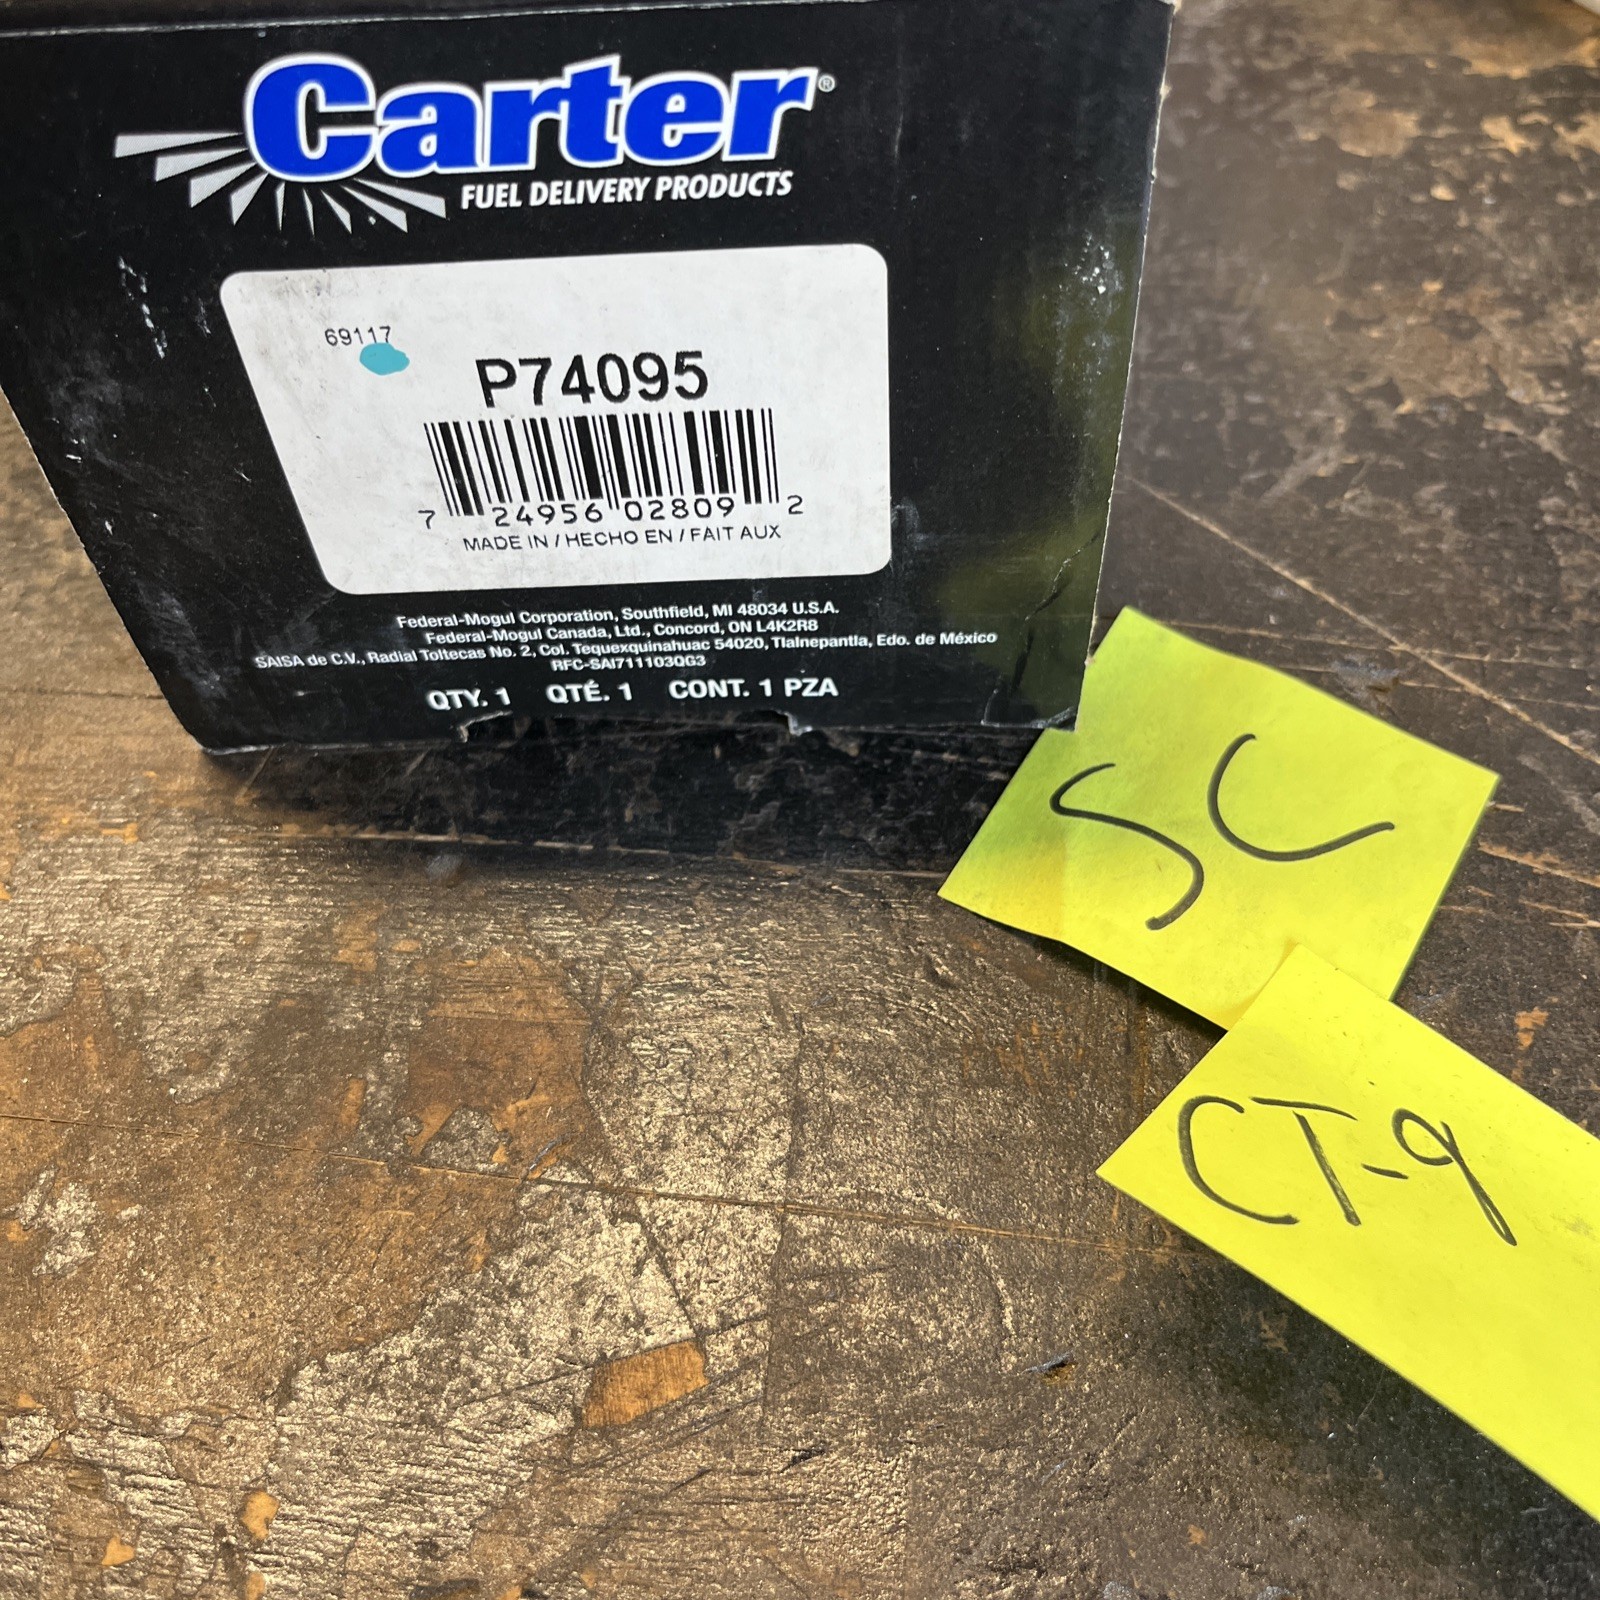 Carter®
FUEL DELIVERY PRODUCTS
69117
P74095
7 24956 02809 2
MADE IN / HECHO EN / FAIT AUX
Federal-Mogul Corporation, Southfield, MI 48034 U.S.A.
Federal-Mogul Canada, Ltd., Concord, ON L4K2R8
SAISA de C.V., Radial Toltecas No. 2, Col. Tequexquinahuac 54020, Tlalnepantla, Edo. de México
RFC-SAI711103QG3
QTY. 1 QTÉ. 1 CONT. 1 PZA
SC
CT-9